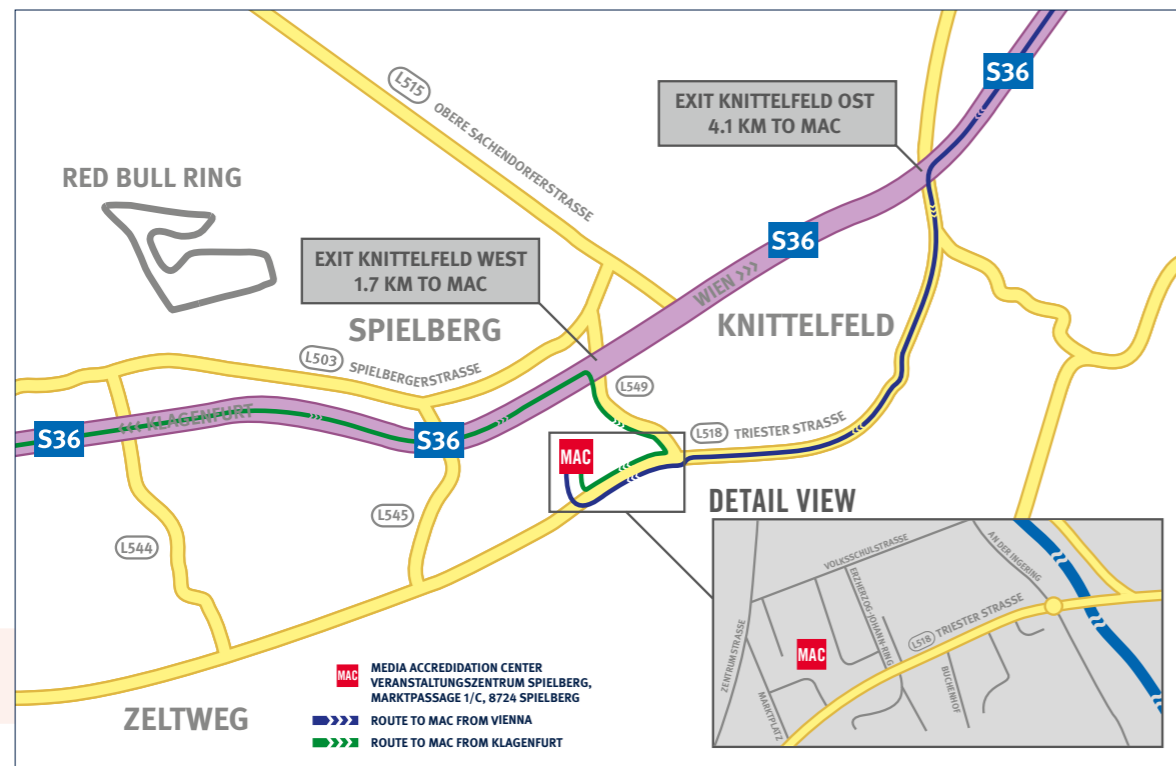 S36
EXIT KNITTELFELD OST
4.1 KM TO MAC
L515
OBERE SACHENDORFERSTRASSE
RED BULL RING
S36
EXIT KNITTELFELD WEST
1.7 KM TO MAC
WIEN >>>
SPIELBERG
KNITTELFELD
L503
SPIELBERGERSTRASSE
L549
<<< KLAGENFURT
S36
S36
L518
TRIESTER STRASSE
MAC
DETAIL VIEW
L545
L544
VOLKSSCHULSTRASSE
AN DER INGERING
ERZHERZOG-JOHANN-RING
L518
TRIESTER STRASSE
MAC
ZENTRUMSTRASSE
BUCHENHOF
MARKTPLATZ
ZELTWEG
MAC
MEDIA ACCREDIDATION CENTER
VERANSTALTUNGSZENTRUM SPIELBERG,
MARKTPASSAGE 1/C, 8724 SPIELBERG
ROUTE TO MAC FROM VIENNA
ROUTE TO MAC FROM KLAGENFURT